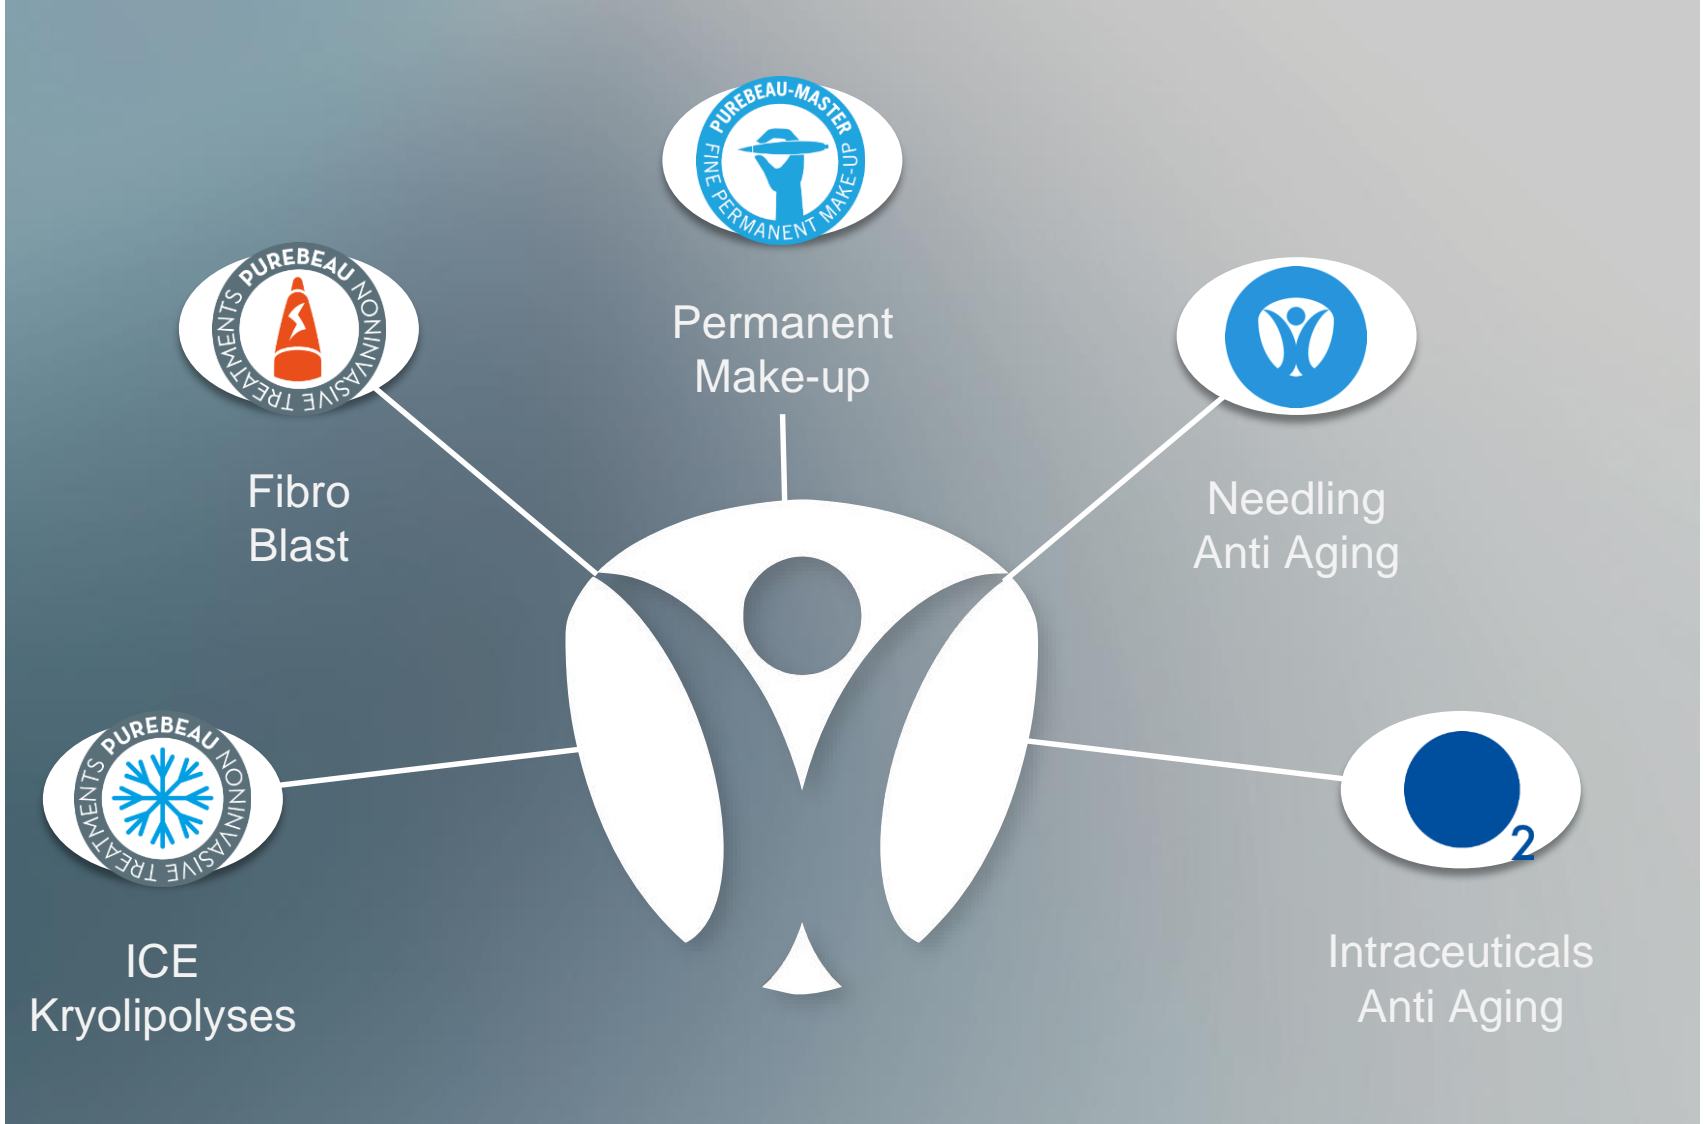 PUREBEAU-MASTER
FINE PERMANENT MAKE-UP
Permanent
Make-up
PUREBEAU NONINVASIVE TREATMENTS
Fibro
Blast
Needling
Anti Aging
PUREBEAU NONINVASIVE TREATMENTS
ICE
Kryolipolyses
2
Intraceuticals
Anti Aging